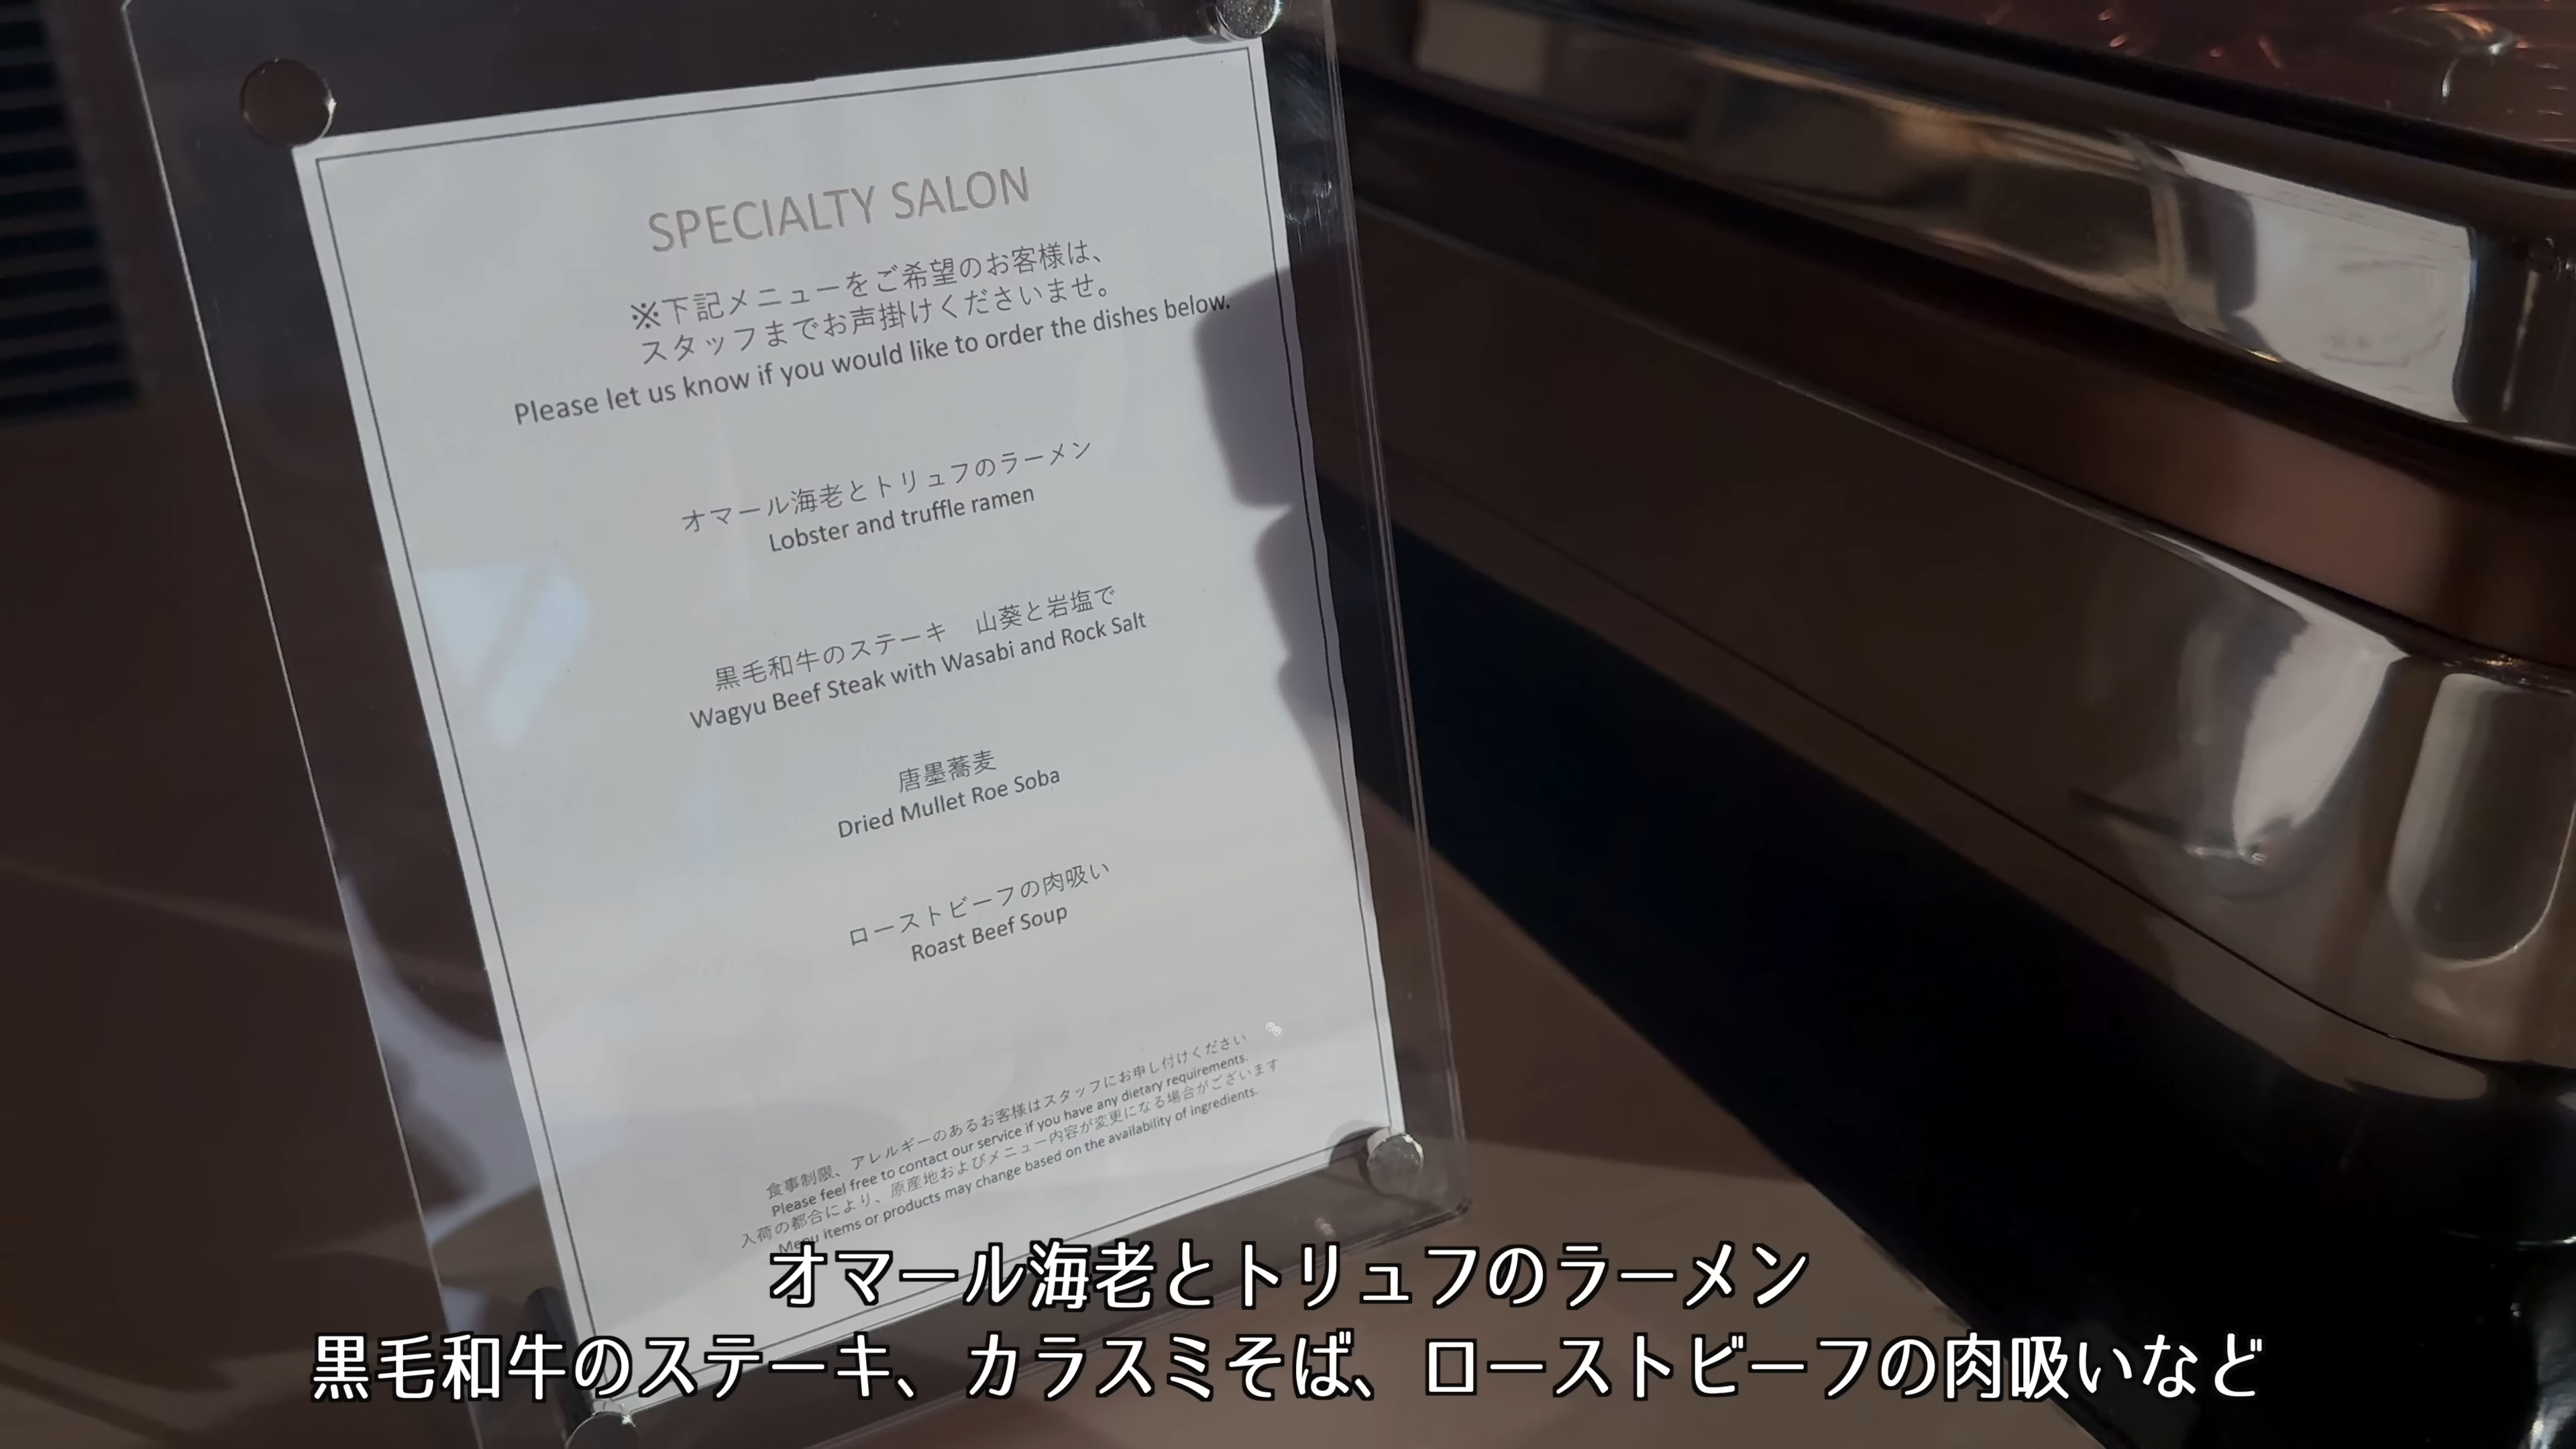 SPECIALTY SALON
※下記メニューをご希望のお客様は、
スタッフまでお声掛けくださいませ。
Please let us know if you would like to order the dishes below.
オマール海老とトリュフのラーメン
Lobster and truffle ramen
黒毛和牛のステーキ　山葵と岩塩で
Wagyu Beef Steak with Wasabi and Rock Salt
唐墨蕎麦
Dried Mullet Roe Soba
ローストビーフの肉吸い
Roast Beef Soup
食事制限、アレルギーのあるお客様はスタッフにお申し付けください
Please feel free to contact our service if you have any dietary requirements.
入荷の都合により、原産地およびメニュー内容が変更になる場合がございます
Menu items or products may change based on the availability of ingredients.
オマール海老とトリュフのラーメン
黒毛和牛のステーキ、カラスミそば、ローストビーフの肉吸いなど